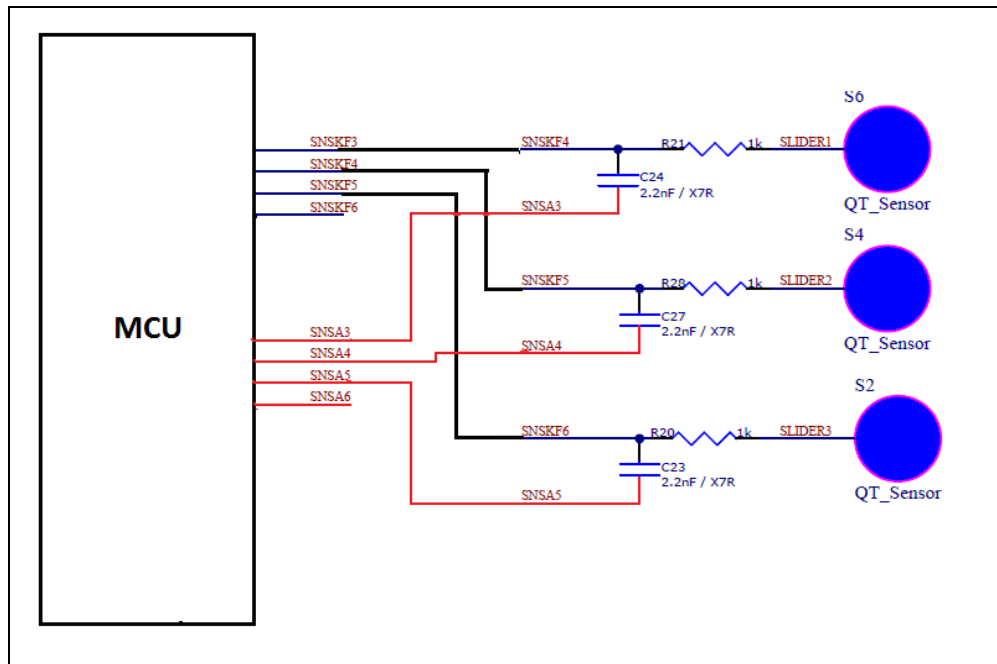 S6
SNSKF3
SNSKF4
R21
1k
SLIDER1
SNSKF4
C24
SNSKF5
2.2nF / X7R
QT_Sensor
SNSKF6
SNSA3
S4
SNSKF5
R28
1k
SLIDER2
MCU
C27
SNSA3
2.2nF / X7R
QT_Sensor
SNSA4
SNSA4
SNSA5
S2
SNSA6
SNSKF6
R20
1k
SLIDER3
C23
2.2nF / X7R
SNSA5
QT_Sensor